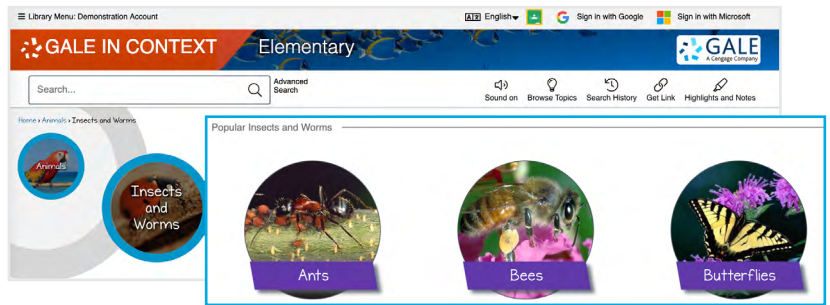 ☰ Library Menu: Demonstration Account
English
Sign in with Google
Sign in with Microsoft
GALE IN CONTEXT
Elementary
GALE
A Cengage Company
Search...
Advanced
Search
Sound on
Browse Topics
Search History
Get Link
Highlights and Notes
Home › Animals › Insects and Worms
Animals
Insects
and
Worms
Popular Insects and Worms
Ants
Bees
Butterflies